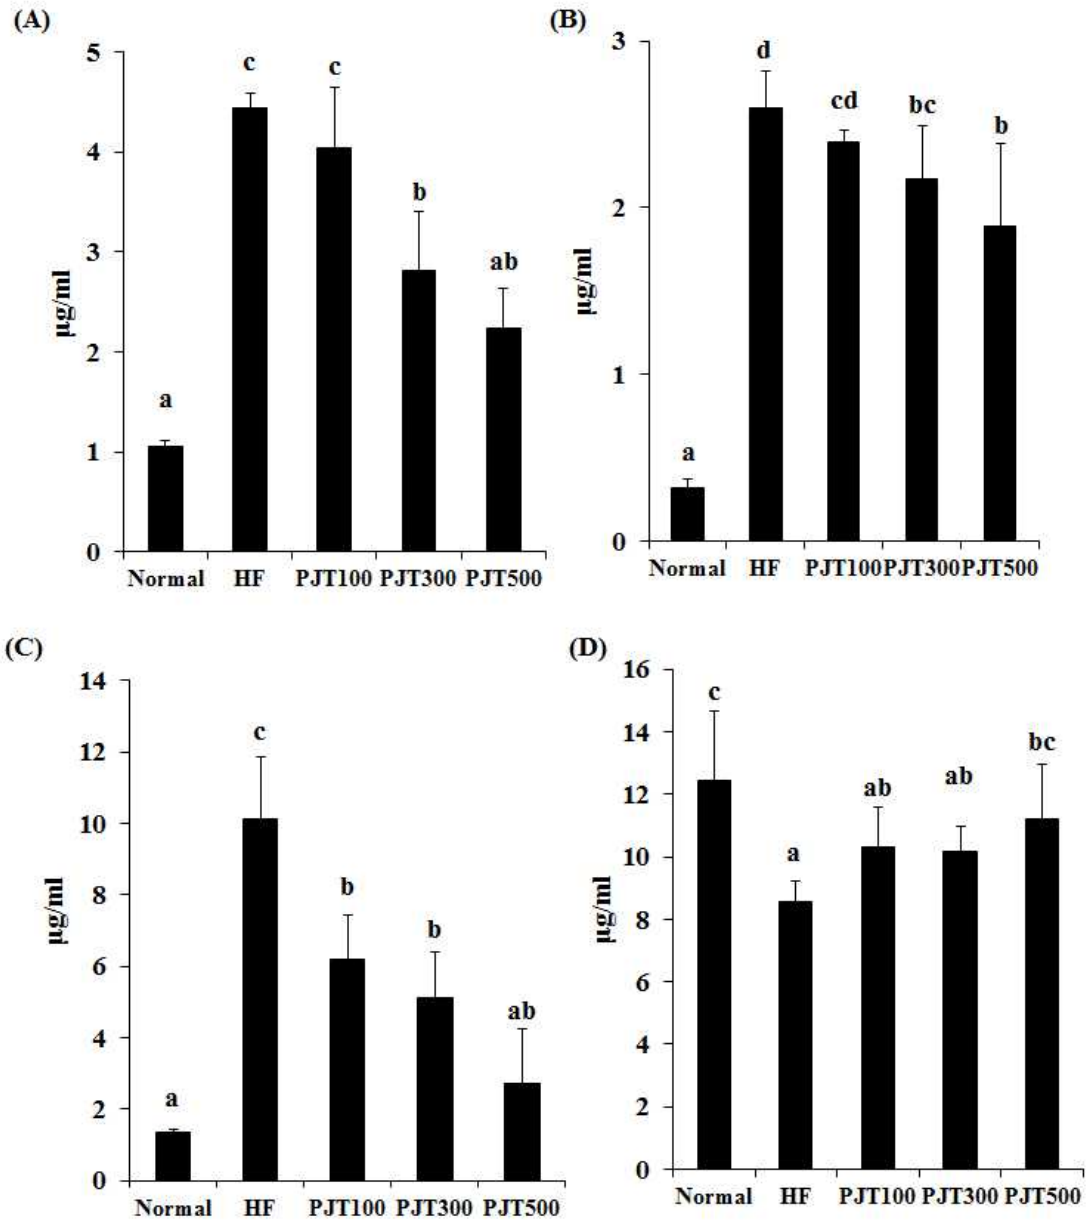 (A)
5
4
3
2
1
0
µg/ml
a
c
c
b
ab
Normal HF PJT100 PJT300 PJT500
(B)
3
2
1
0
µg/ml
a
d
cd
bc
b
Normal HF PJT100 PJT300 PJT500
(C)
14
12
10
8
6
4
2
0
µg/ml
a
c
b
b
ab
Normal HF PJT100 PJT300 PJT500
(D)
16
14
12
10
8
6
4
2
0
µg/ml
c
a
ab
ab
bc
Normal HF PJT100 PJT300 PJT500